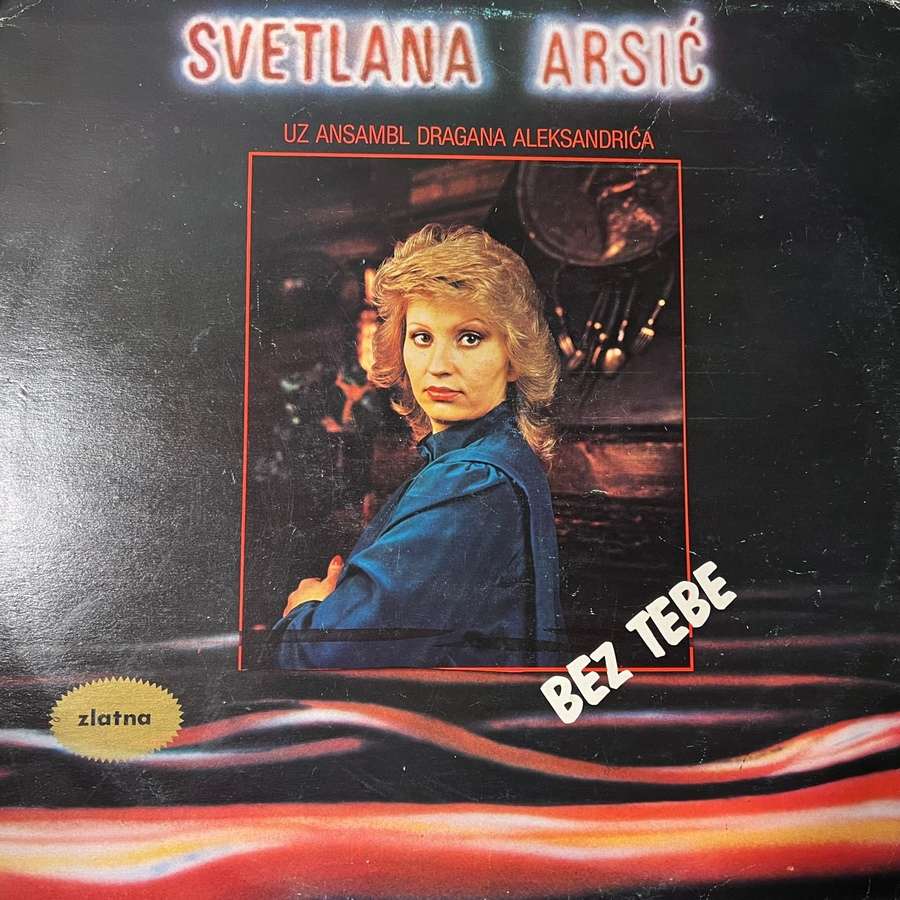 SVETLANA ARSIĆ
UZ ANSAMBL DRAGANA ALEKSANDRIĆA
BEZ TEBE
zlatna